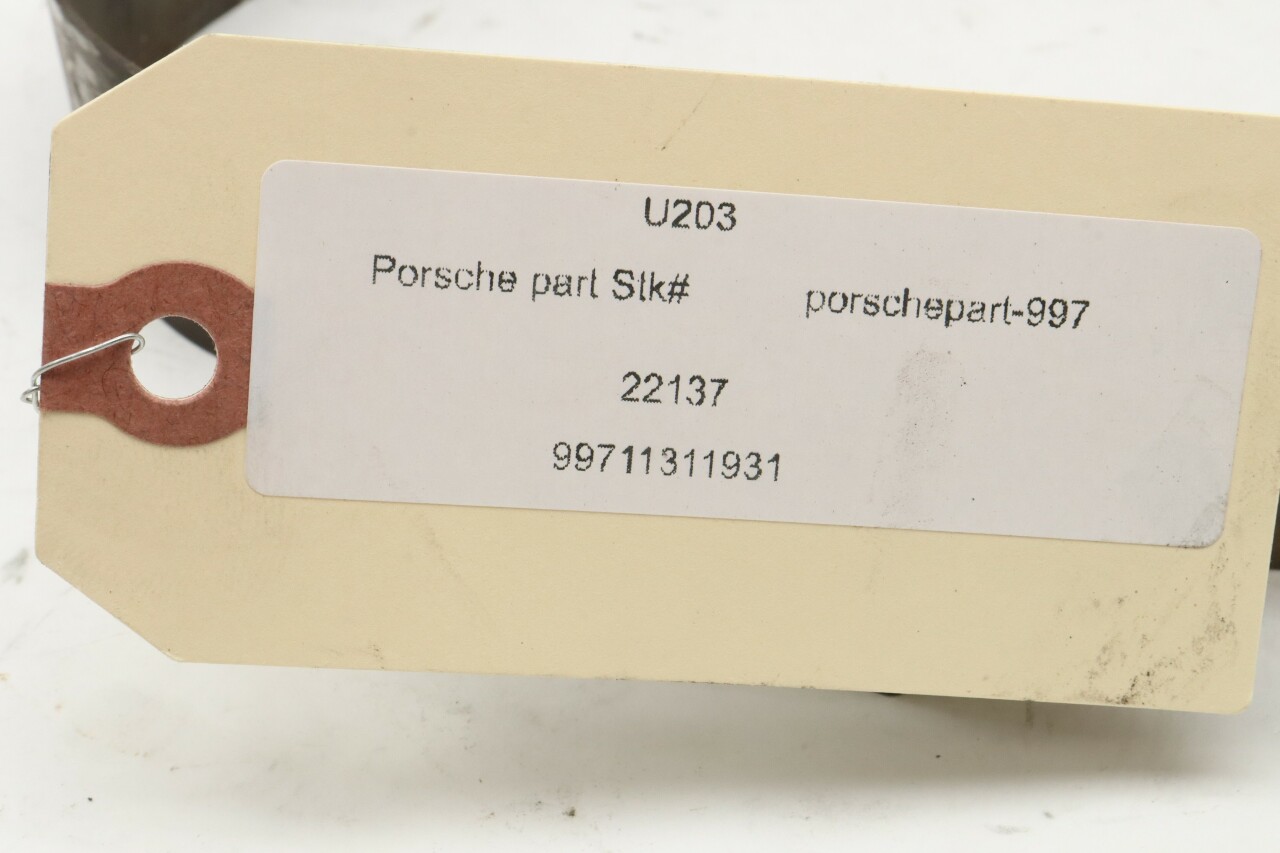 U203
Porsche part Stk# porschepart-997
22137
99711311931